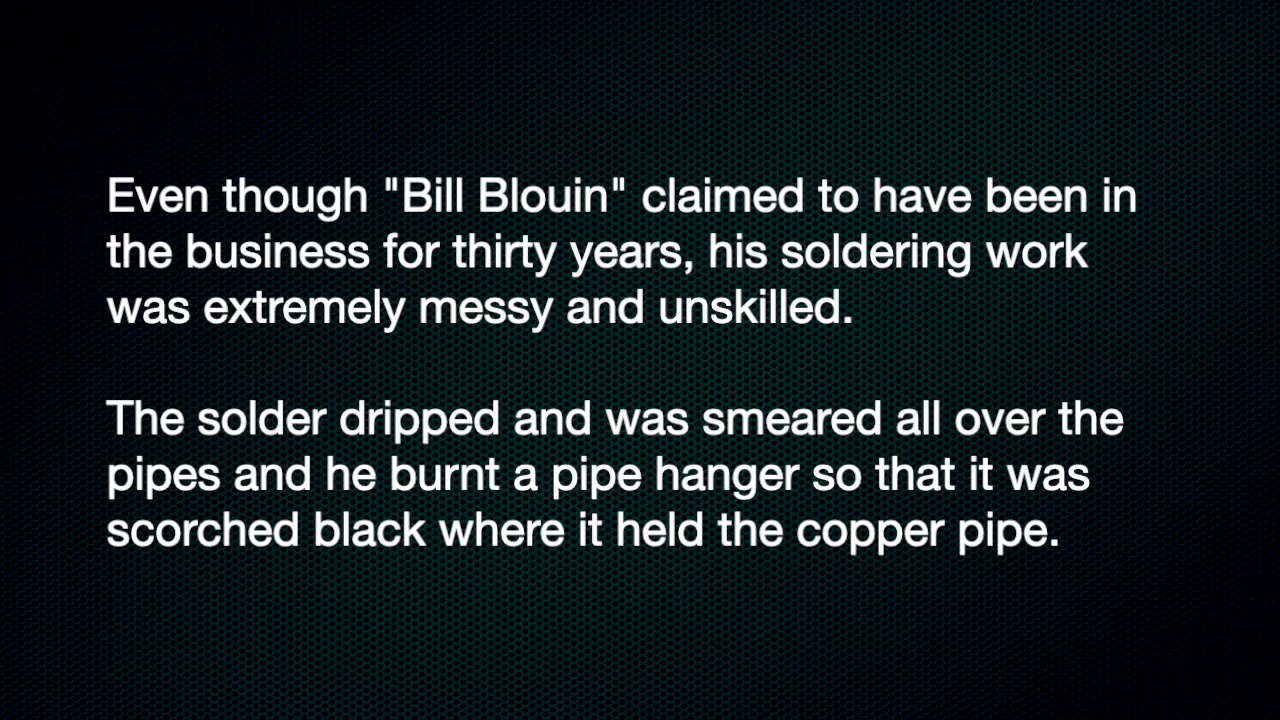 Even though "Bill Blouin" claimed to have been in
the business for thirty years, his soldering work
was extremely messy and unskilled.
The solder dripped and was smeared all over the
pipes and he burnt a pipe hanger so that it was
scorched black where it held the copper pipe.